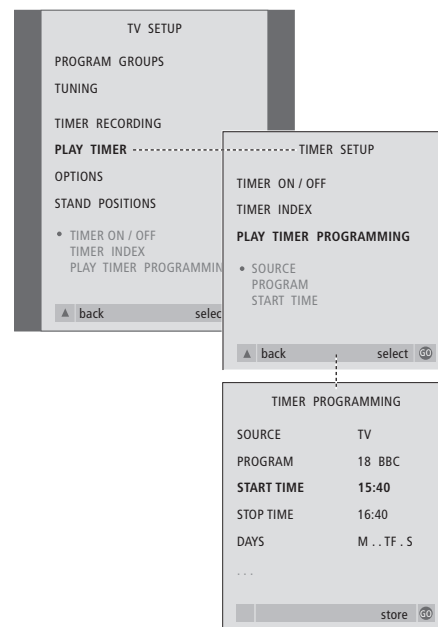 TV SETUP
PROGRAM GROUPS
TUNING
TIMER RECORDING
PLAY TIMER
OPTIONS
STAND POSITIONS
• TIMER ON / OFF
TIMER INDEX
PLAY TIMER PROGRAMMIN
▲ back selec
TIMER SETUP
TIMER ON / OFF
TIMER INDEX
PLAY TIMER PROGRAMMING
• SOURCE
PROGRAM
START TIME
▲ back select GO
TIMER PROGRAMMING
SOURCE TV
PROGRAM 18 BBC
START TIME 15:40
STOP TIME 16:40
DAYS M . . TF . S
. . .
store GO